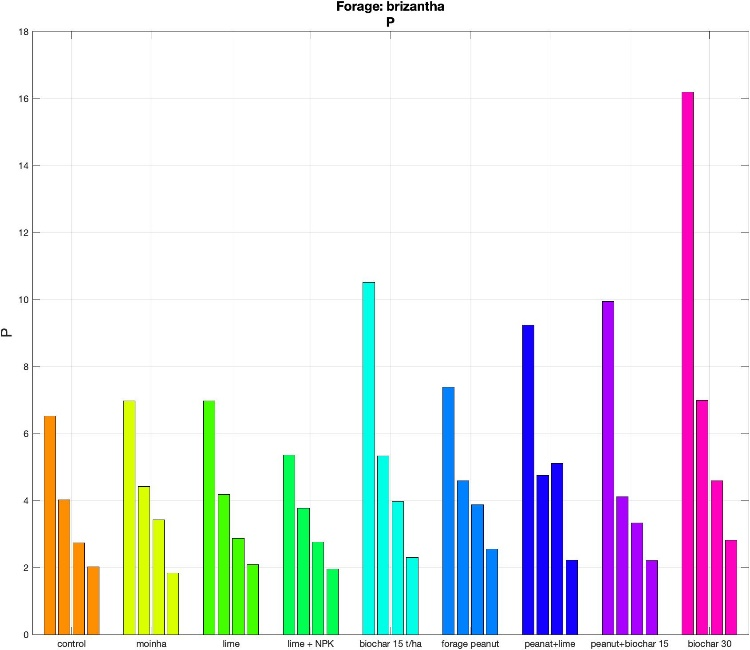 Forage: brizantha
P
18
16
14
12
10
8
6
4
2
0
P
control moinha lime lime + NPK biochar 15 t/ha forage peanut peanat+lime peanut+biochar 15 biochar 30